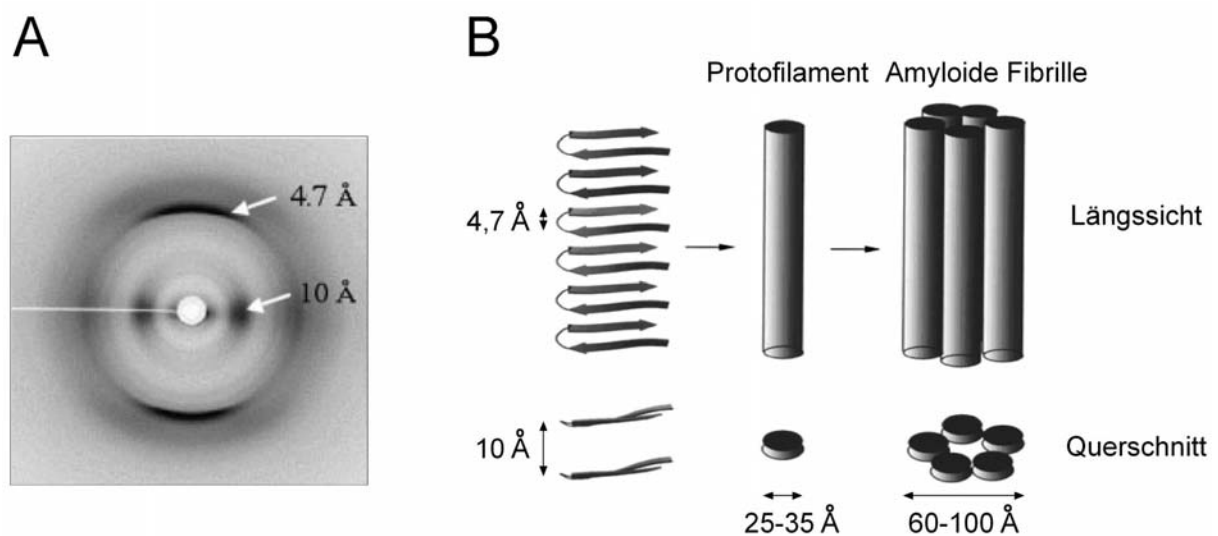 A
4.7 Å
10 Å
B
Protofilament Amyloide Fibrille
4,7 Å
Längssicht
10 Å
Querschnitt
25-35 Å
60-100 Å